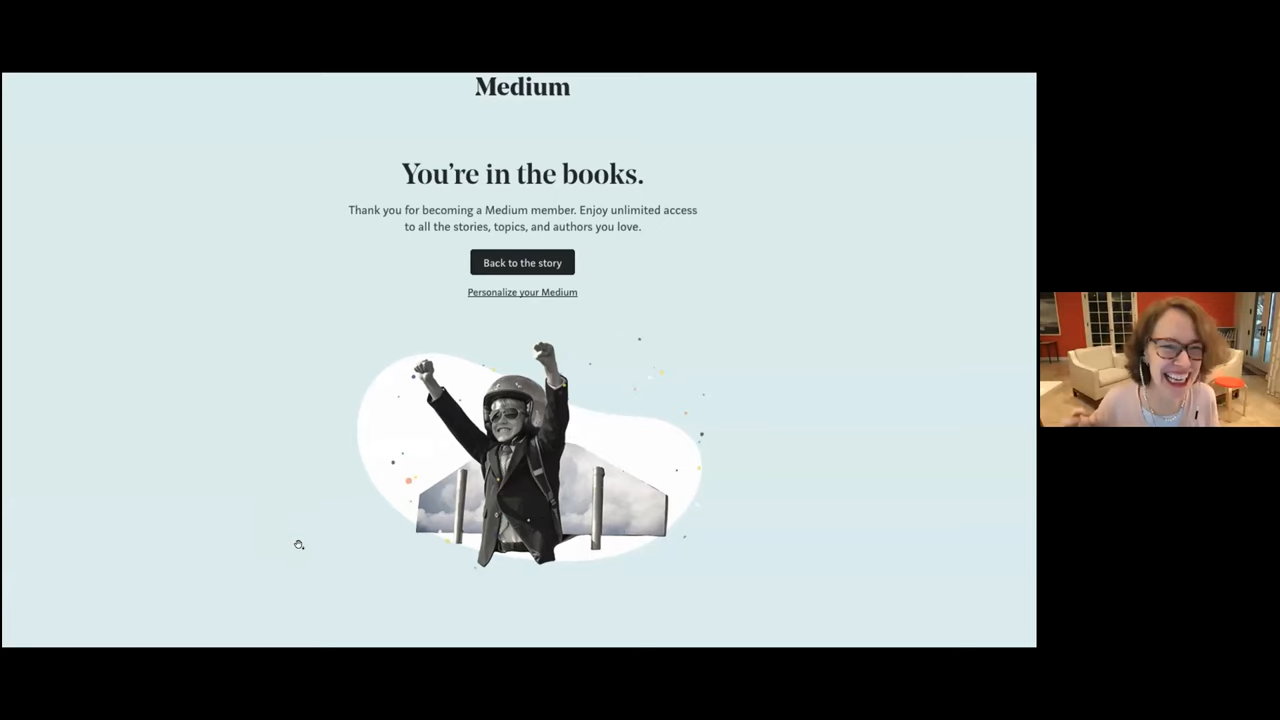 Medium
You're in the books.
Thank you for becoming a Medium member. Enjoy unlimited access
to all the stories, topics, and authors you love.
Back to the story
Personalize your Medium